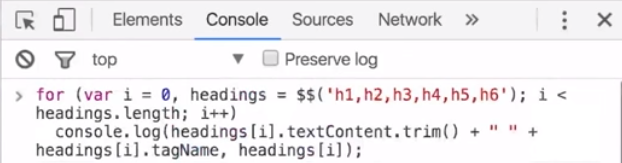 Elements Console Sources Network »
top ▼ Preserve log
> for (var i = 0, headings = $$('h1,h2,h3,h4,h5,h6'); i <
headings.length; i++)
console.log(headings[i].textContent.trim() + " " +
headings[i].tagName, headings[i]);